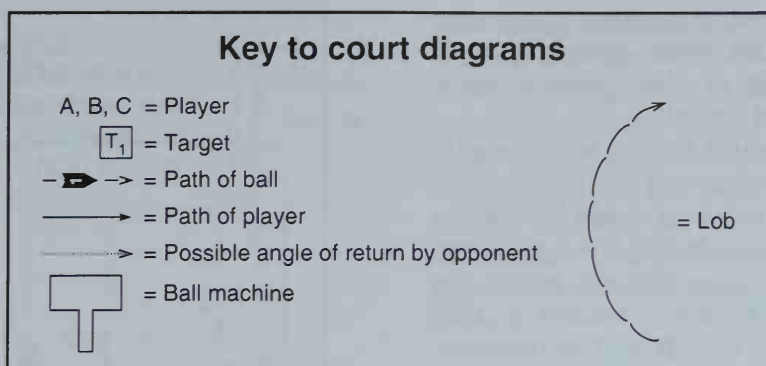 Key to court diagrams
A, B, C = Player
T1 = Target
= Path of ball
= Path of player
= Possible angle of return by opponent
= Ball machine
= Lob